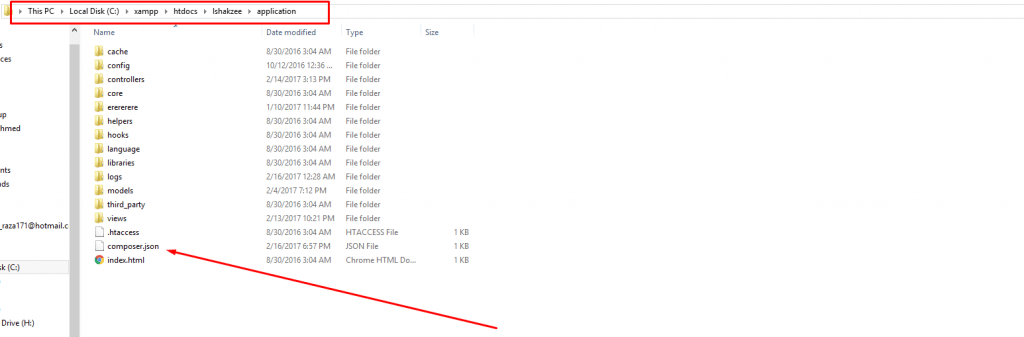 This PC > Local Disk (C:) > xampp > htdocs > lshakzee > application
Name Date modified Type Size
cache 8/30/2016 3:04 AM File folder
config 10/12/2016 12:36 ... File folder
controllers 2/14/2017 3:13 PM File folder
core 8/30/2016 3:04 AM File folder
erererere 1/10/2017 11:44 PM File folder
helpers 8/30/2016 3:04 AM File folder
hooks 8/30/2016 3:04 AM File folder
language 8/30/2016 3:04 AM File folder
libraries 8/30/2016 3:04 AM File folder
logs 2/16/2017 12:28 AM File folder
models 2/4/2017 7:12 PM File folder
third_party 8/30/2016 3:04 AM File folder
views 2/13/2017 10:21 PM File folder
.htaccess 8/30/2016 3:04 AM HTACCESS File 1 KB
composer.json 2/16/2017 6:57 PM JSON File 1 KB
index.html 8/30/2016 3:04 AM Chrome HTML Do... 1 KB
s
ces
up
hmed
nts
ds
_raza171@hotmail.c
sk (C:)
Drive (H:)